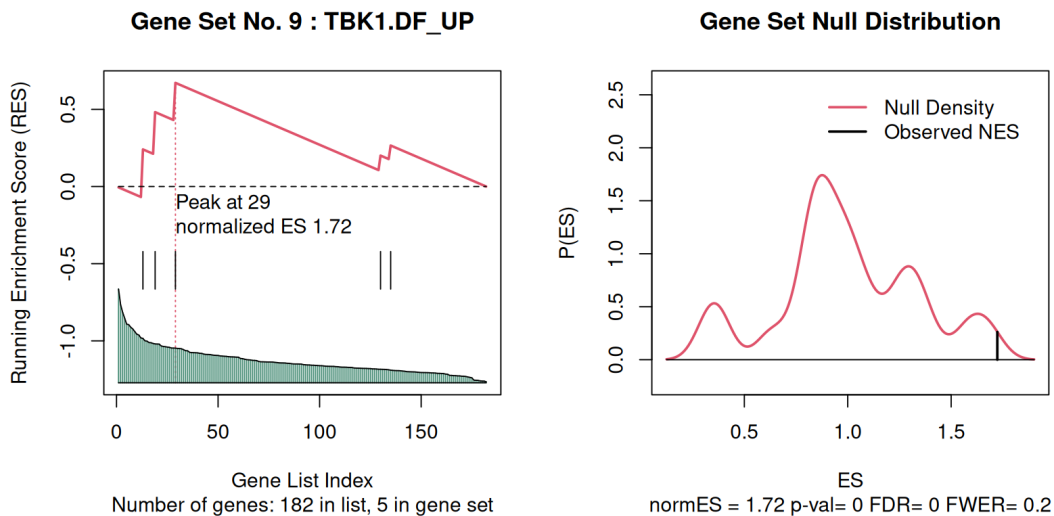 Gene Set No. 9 : TBK1.DF_UP
Running Enrichment Score (RES)
0.5
0.0
-0.5
-1.0
Peak at 29
normalized ES 1.72
0
50
100
150
Gene List Index
Number of genes: 182 in list, 5 in gene set
Gene Set Null Distribution
P(ES)
2.5
2.0
1.5
1.0
0.5
0.0
Null Density
Observed NES
0.5
1.0
1.5
ES
normES = 1.72 p-val= 0 FDR= 0 FWER= 0.2